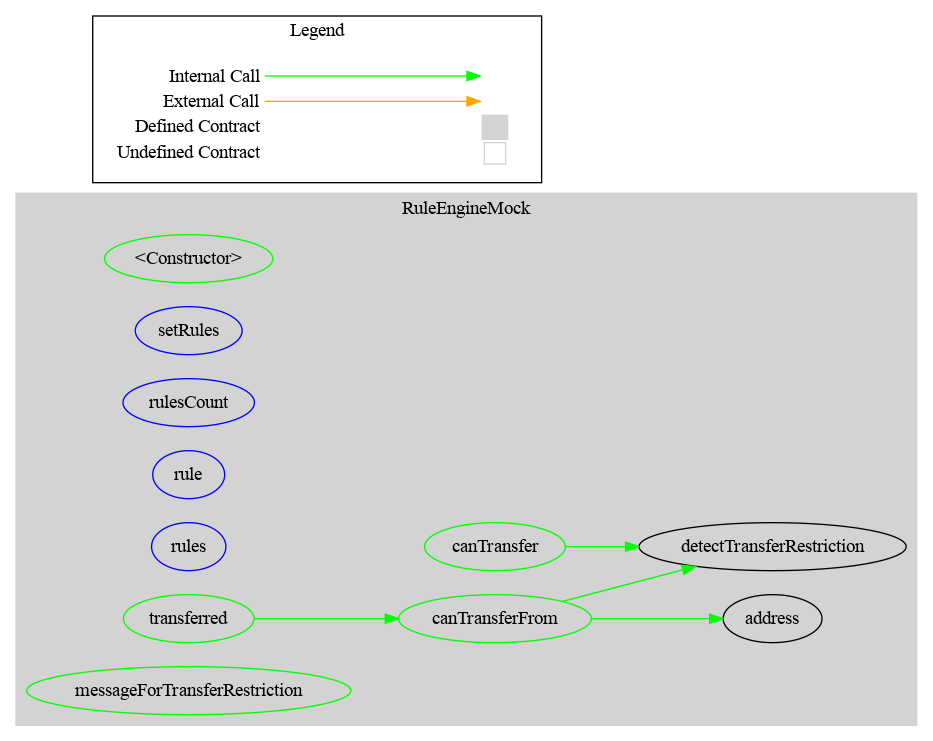 Legend
Internal Call
External Call
Defined Contract
Undefined Contract
RuleEngineMock
<Constructor>
setRules
rulesCount
rule
rules
canTransfer
detectTransferRestriction
transferred
canTransferFrom
address
messageForTransferRestriction